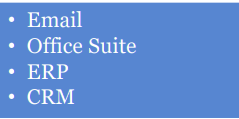 • Email
• Office Suite
• ERP
• CRM